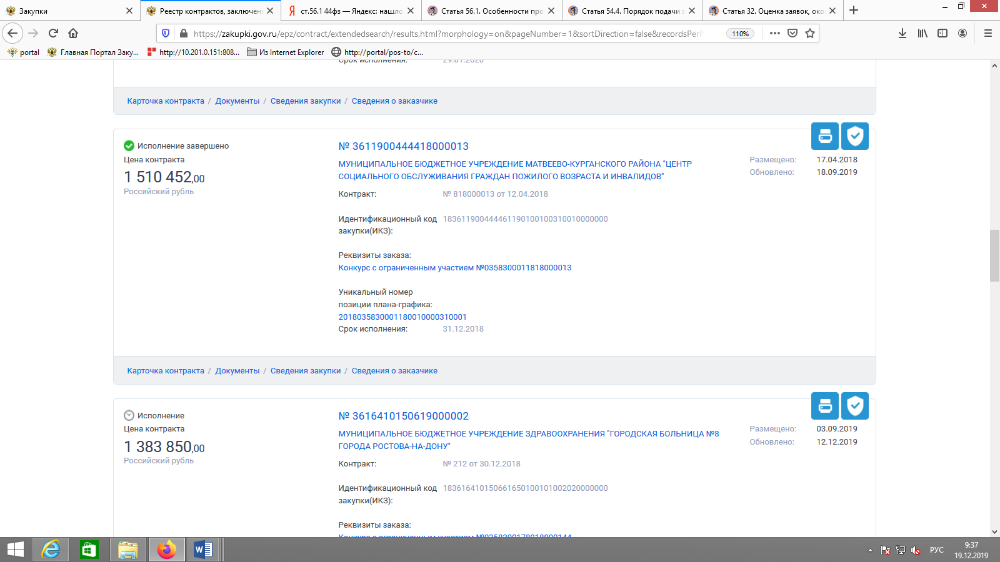 Закупки
Реестр контрактов, заключен
ст.56.1 44фз — Яндекс: нашло
Статья 56.1. Особенности про
Статья 54.4. Порядок подачи з
Статья 32. Оценка заявок, око
https://zakupki.gov.ru/epz/contract/extendedsearch/results.html?morphology=on&pageNumber=1&sortDirection=false&recordsPerP
110%
portal
Главная Портал Заку...
http://10.201.0.151:808...
Из Internet Explorer
http://portal/pos-to/c...
Срок исполнения: 29.01.2020
Карточка контракта / Документы / Сведения закупки / Сведения о заказчике
Исполнение завершено
Цена контракта
1 510 452,00
Российский рубль
№ 3611900444418000013
МУНИЦИПАЛЬНОЕ БЮДЖЕТНОЕ УЧРЕЖДЕНИЕ МАТВЕЕВО-КУРГАНСКОГО РАЙОНА "ЦЕНТР
СОЦИАЛЬНОГО ОБСЛУЖИВАНИЯ ГРАЖДАН ПОЖИЛОГО ВОЗРАСТА И ИНВАЛИДОВ"
Контракт: № 818000013 от 12.04.2018
Идентификационный код 183611900444461190100100310010000000
закупки(ИКЗ):
Реквизиты заказа:
Конкурс с ограниченным участием №0358300011818000013
Уникальный номер
позиции плана-графика:
2018035830001180010000310001
Срок исполнения: 31.12.2018
Размещено: 17.04.2018
Обновлено: 18.09.2019
Карточка контракта / Документы / Сведения закупки / Сведения о заказчике
Исполнение
Цена контракта
1 383 850,00
Российский рубль
№ 3616410150619000002
МУНИЦИПАЛЬНОЕ БЮДЖЕТНОЕ УЧРЕЖДЕНИЕ ЗДРАВООХРАНЕНИЯ "ГОРОДСКАЯ БОЛЬНИЦА №8
ГОРОДА РОСТОВА-НА-ДОНУ"
Контракт: № 212 от 30.12.2018
Идентификационный код 183616410150661650100101002020000000
закупки(ИКЗ):
Реквизиты заказа:
Конкурс с ограниченным участием №0358300178018000144
Размещено: 03.09.2019
Обновлено: 12.12.2019
РУС
9:37
19.12.2019